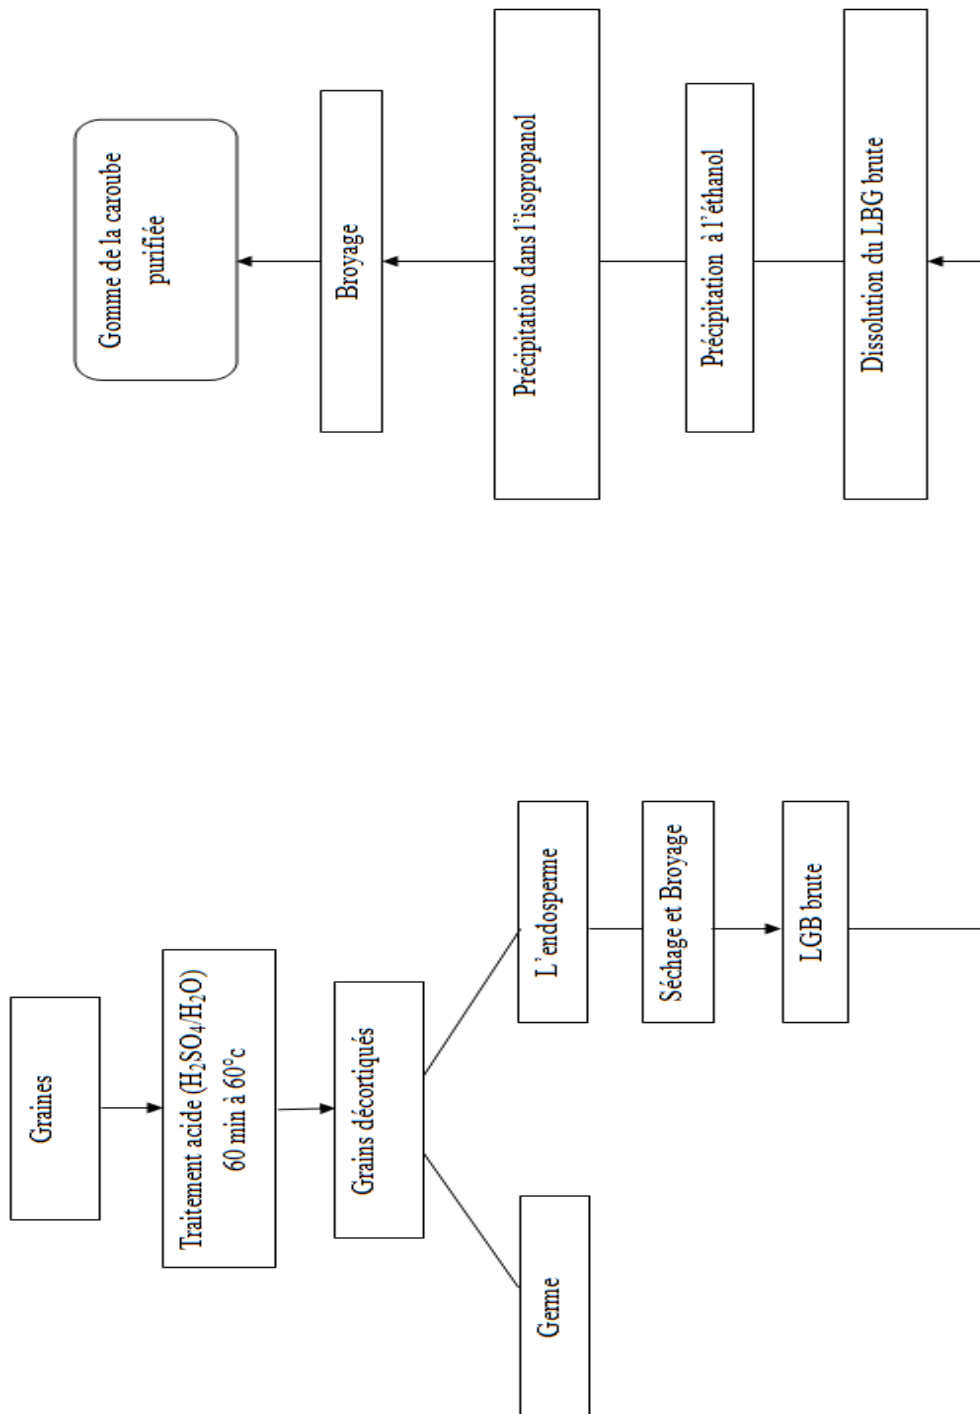 Graines
Traitement acide (H₂SO₄/H₂O)
60 min à 60°c
Grains décortiqués
Germe
L'endosperme
Séchage et Broyage
LGB brute
Dissolution du LBG brute
Précipitation à l'éthanol
Précipitation dans l'isopropanol
Broyage
Gomme de la caroube
purifiée